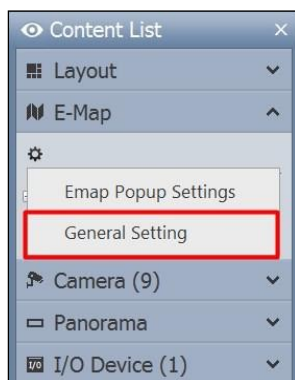 Content List
Layout
E-Map
Emap Popup Settings
General Setting
Camera (9)
Panorama
I/O
I/O Device (1)